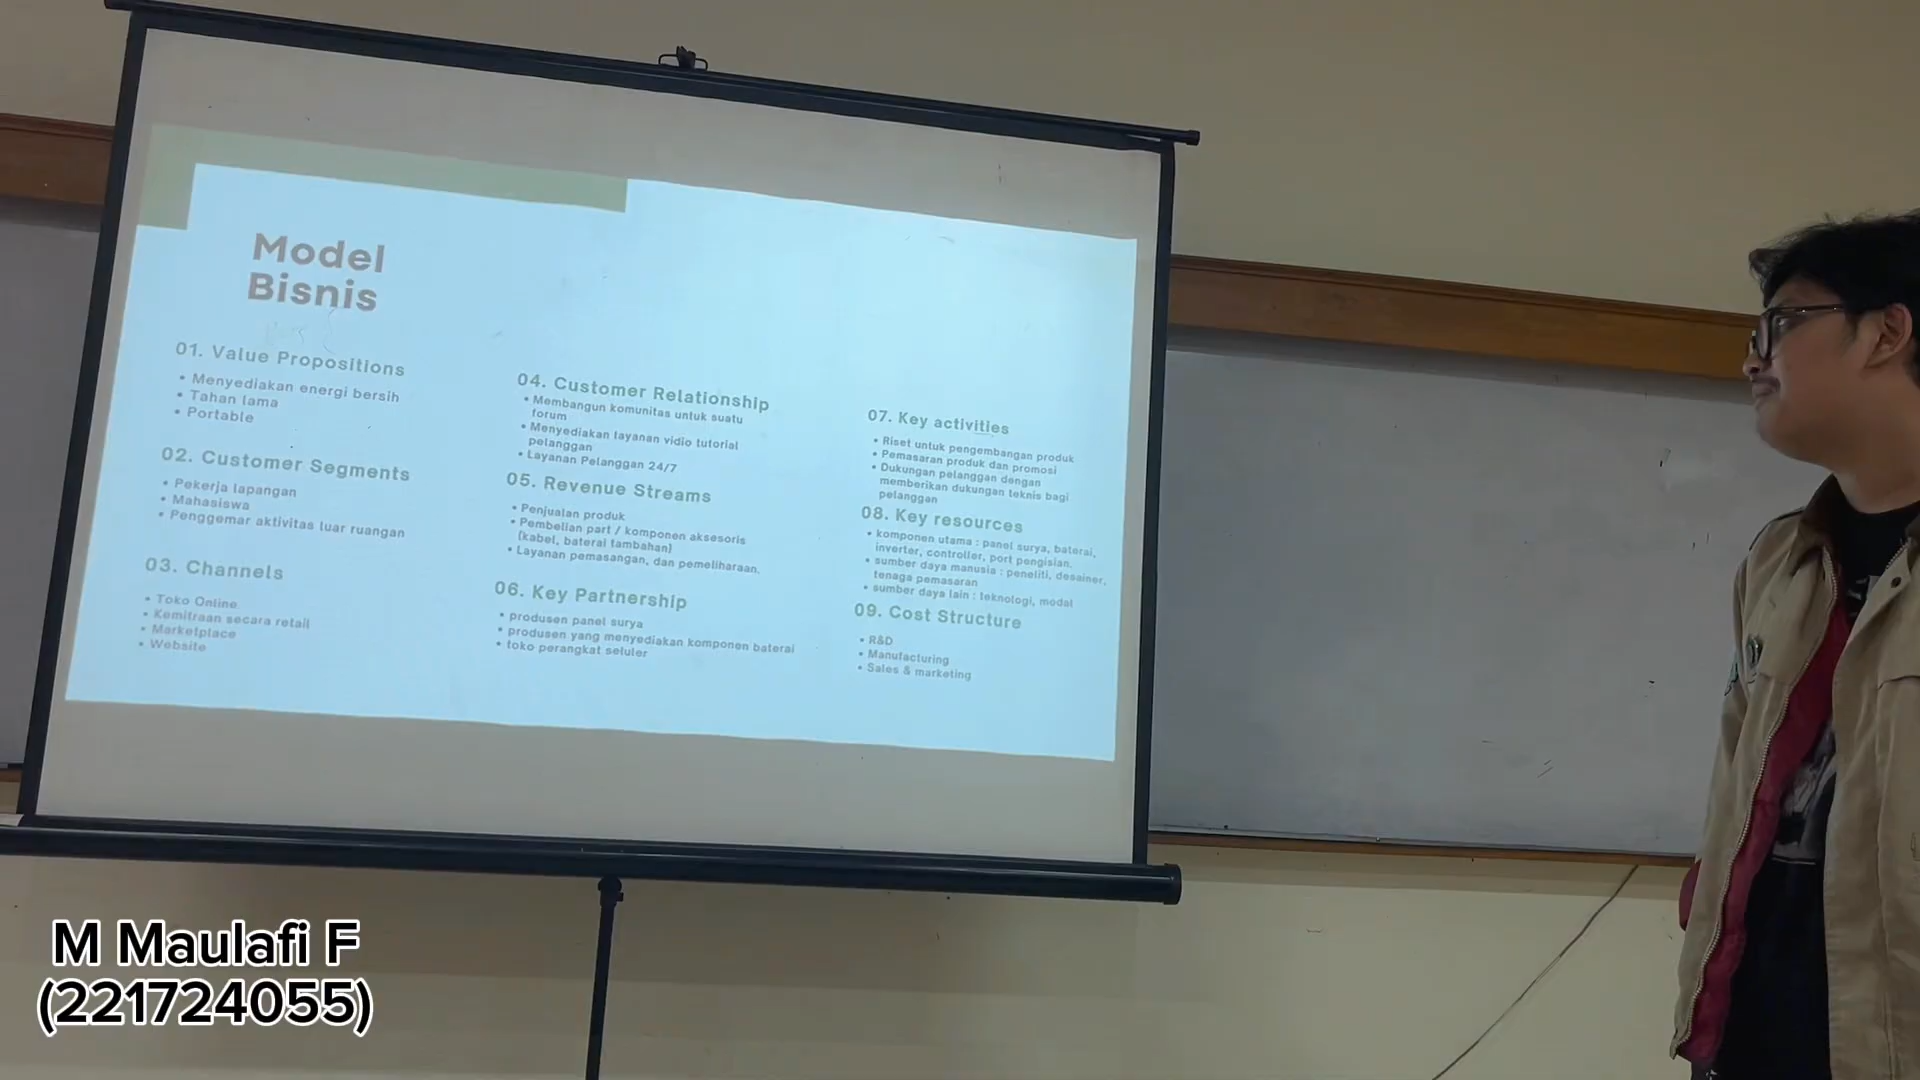 Model
Bisnis
01. Value Propositions
• Menyediakan energi bersih
• Tahan lama
• Portable
02. Customer Segments
• Pekerja lapangan
• Mahasiswa
• Penggemar aktivitas luar ruangan
03. Channels
• Toko Online
• Kemitraan secara retail
• Marketplace
• Website
04. Customer Relationship
• Membangun komunitas untuk suatu
forum
• Menyediakan layanan vidio tutorial
pelanggan
• Layanan Pelanggan 24/7
05. Revenue Streams
• Penjualan produk
• Pembelian part / komponen aksesoris
(kabel, baterai tambahan)
• Layanan pemasangan, dan pemeliharaan.
06. Key Partnership
• produsen panel surya
• produsen yang menyediakan komponen baterai
• toko perangkat seluler
07. Key activities
• Riset untuk pengembangan produk
• Pemasaran produk dan promosi
• Dukungan pelanggan dengan
memberikan dukungan teknis bagi
pelanggan
08. Key resources
• komponen utama : panel surya, baterai,
inverter, controller, port pengisian.
• sumber daya manusia : peneliti, desainer,
tenaga pemasaran
• sumber daya lain : teknologi, modal
09. Cost Structure
• R&D
• Manufacturing
• Sales & marketing
M Maulafi F
(221724055)